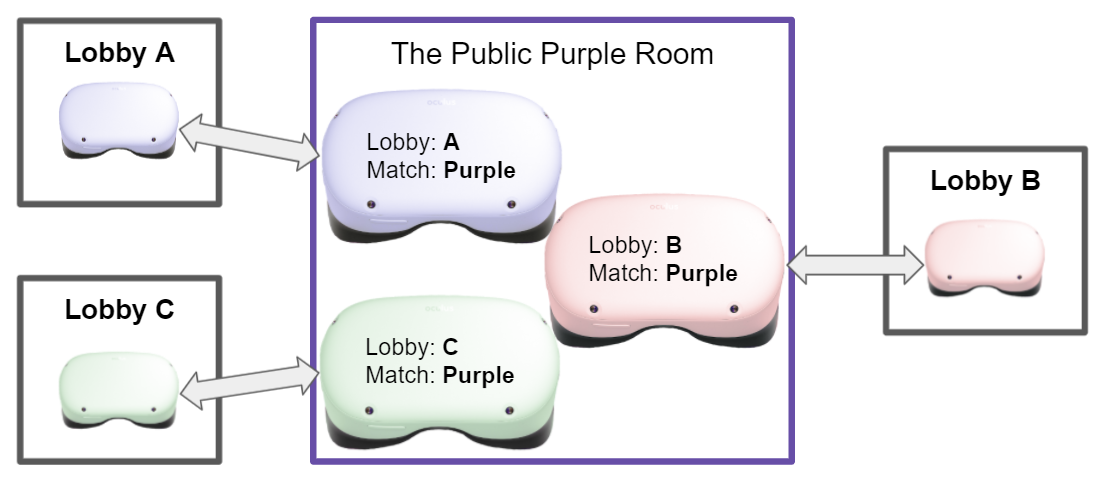 Lobby A
The Public Purple Room
Lobby: A
Match: Purple
Lobby B
Lobby: B
Match: Purple
Lobby C
Lobby: C
Match: Purple